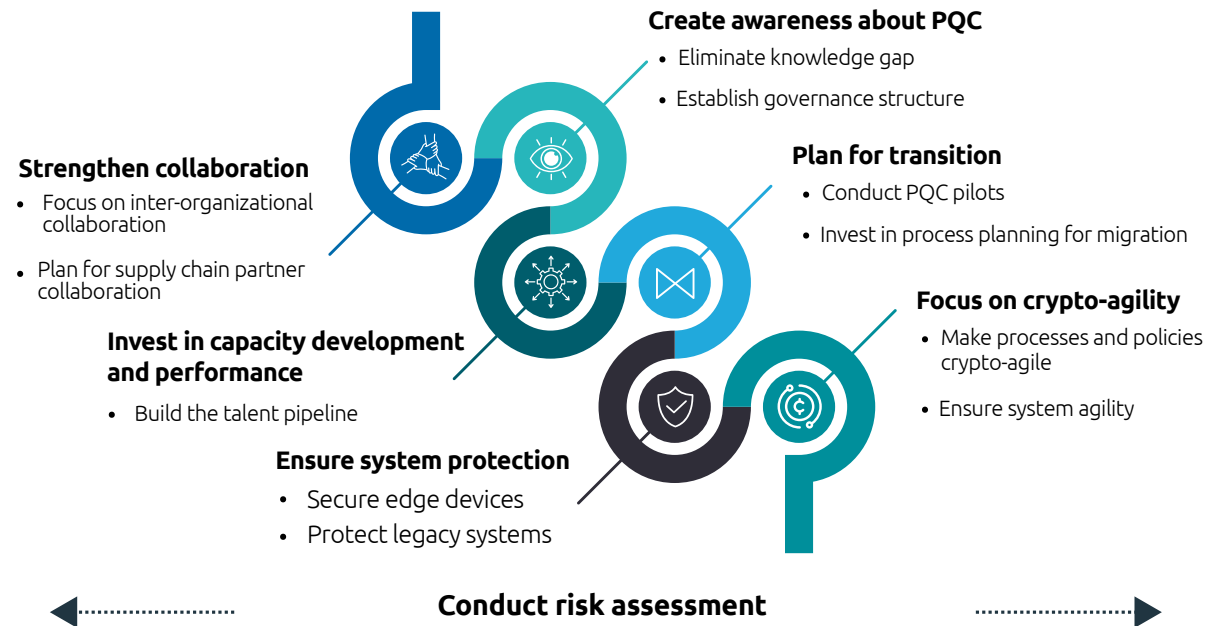 Create awareness about PQC
• Eliminate knowledge gap
• Establish governance structure
Strengthen collaboration
• Focus on inter-organizational
collaboration
• Plan for supply chain partner
collaboration
Plan for transition
• Conduct PQC pilots
• Invest in process planning for migration
Invest in capacity development
and performance
• Build the talent pipeline
Focus on crypto-agility
• Make processes and policies
crypto-agile
• Ensure system agility
Ensure system protection
• Secure edge devices
• Protect legacy systems
Conduct risk assessment